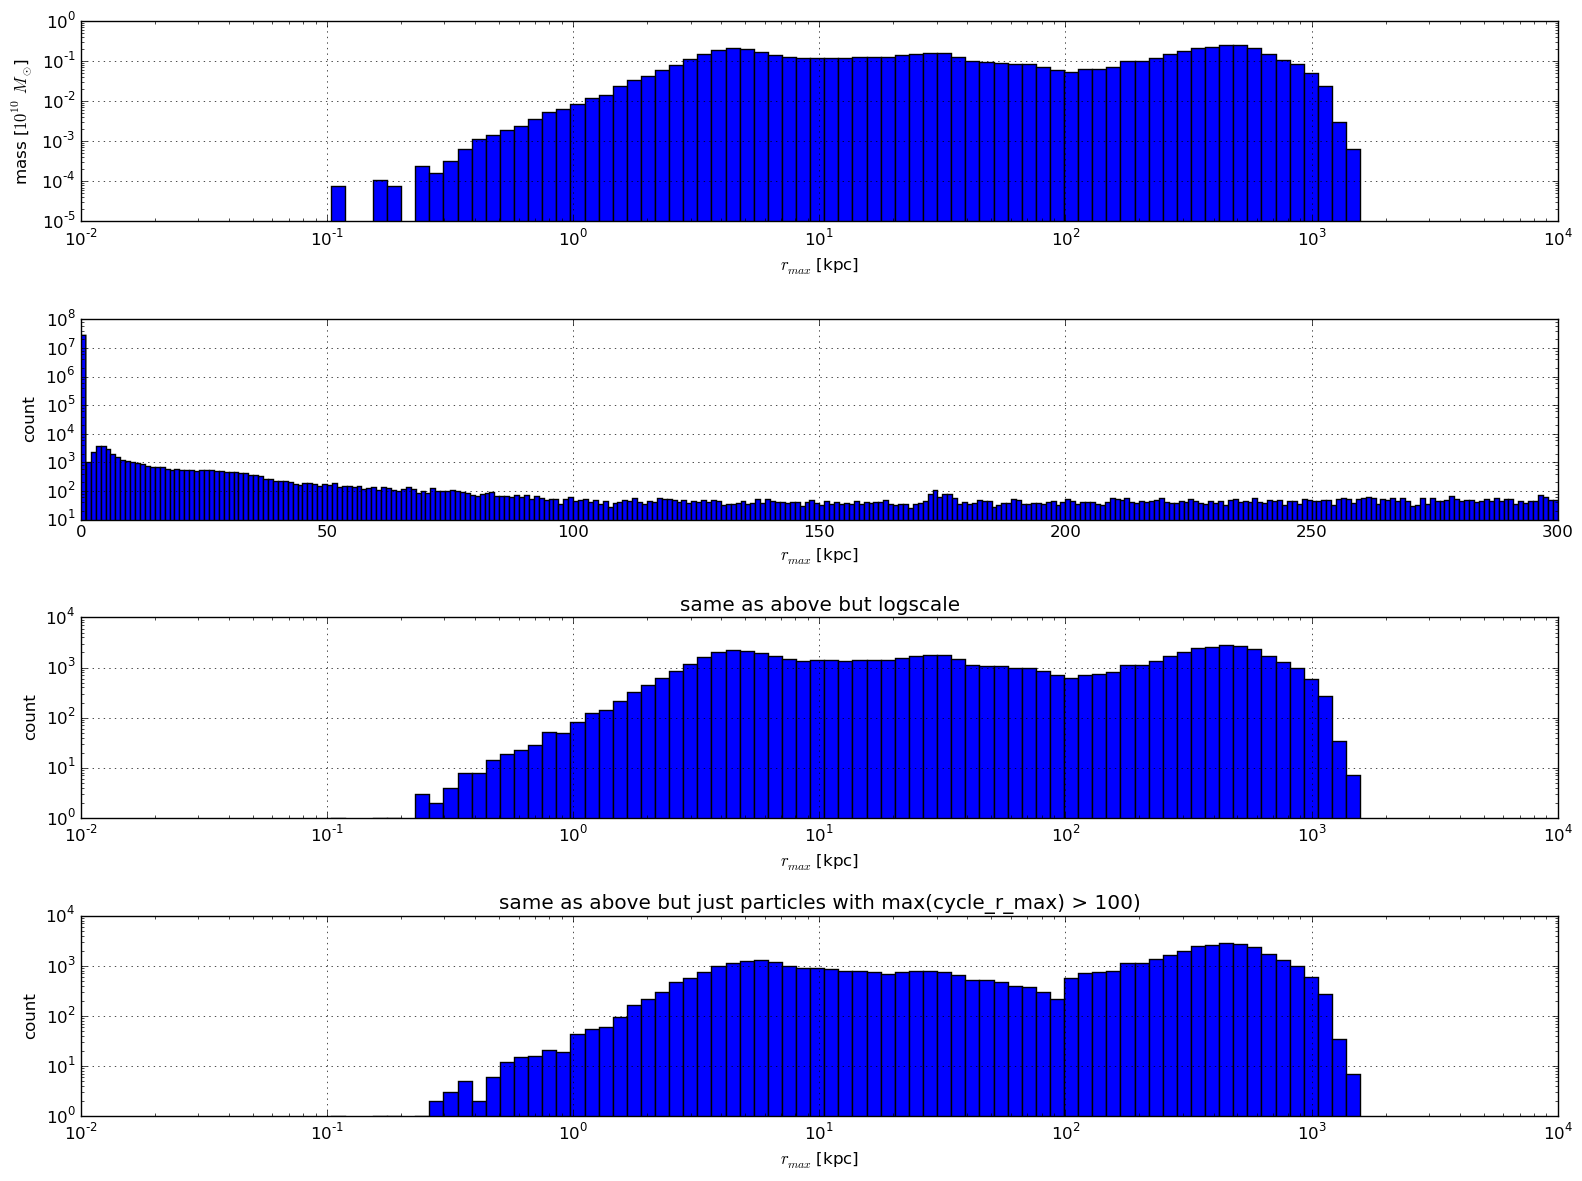 10^0
10^-1
10^-2
10^-3
10^-4
10^-5
mass [10^10 M_⊙]
10^-2 10^-1 10^0 10^1 10^2 10^3 10^4
r_max [kpc]
10^8
10^7
10^6
10^5
10^4
10^3
10^2
10^1
count
0 50 100 150 200 250 300
r_max [kpc]
same as above but logscale
10^4
10^3
10^2
10^1
10^0
count
10^-2 10^-1 10^0 10^1 10^2 10^3 10^4
r_max [kpc]
same as above but just particles with max(cycle_r_max) > 100)
10^4
10^3
10^2
10^1
10^0
count
10^-2 10^-1 10^0 10^1 10^2 10^3 10^4
r_max [kpc]